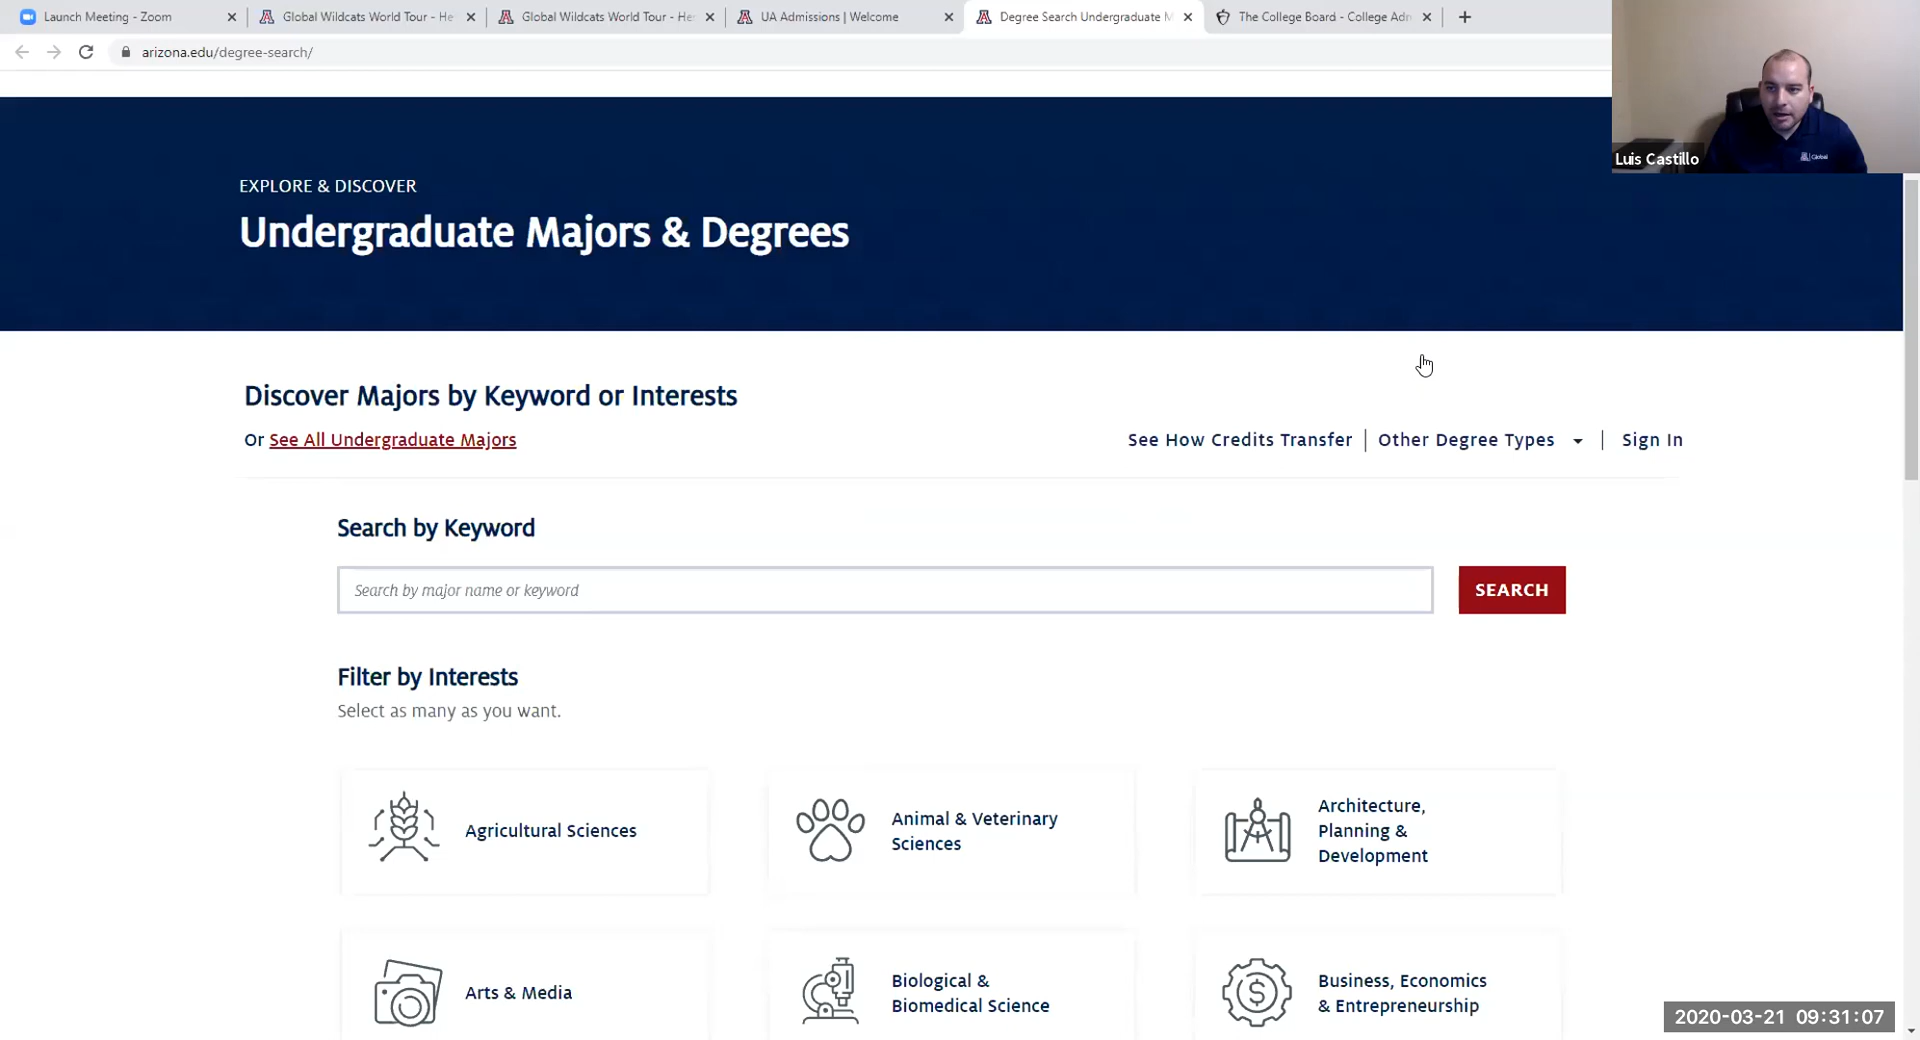 Launch Meeting - Zoom
Global Wildcats World Tour - He
Global Wildcats World Tour - He
UA Admissions | Welcome
Degree Search Undergraduate M
The College Board - College Adm
arizona.edu/degree-search/
Global
Luis Castillo
EXPLORE & DISCOVER
Undergraduate Majors & Degrees
Discover Majors by Keyword or Interests
Or See All Undergraduate Majors
See How Credits Transfer | Other Degree Types | Sign In
Search by Keyword
Search by major name or keyword
SEARCH
Filter by Interests
Select as many as you want.
Agricultural Sciences
Animal & Veterinary
Sciences
Architecture,
Planning &
Development
Arts & Media
Biological &
Biomedical Science
Business, Economics
& Entrepreneurship
2020-03-21 09:31:07